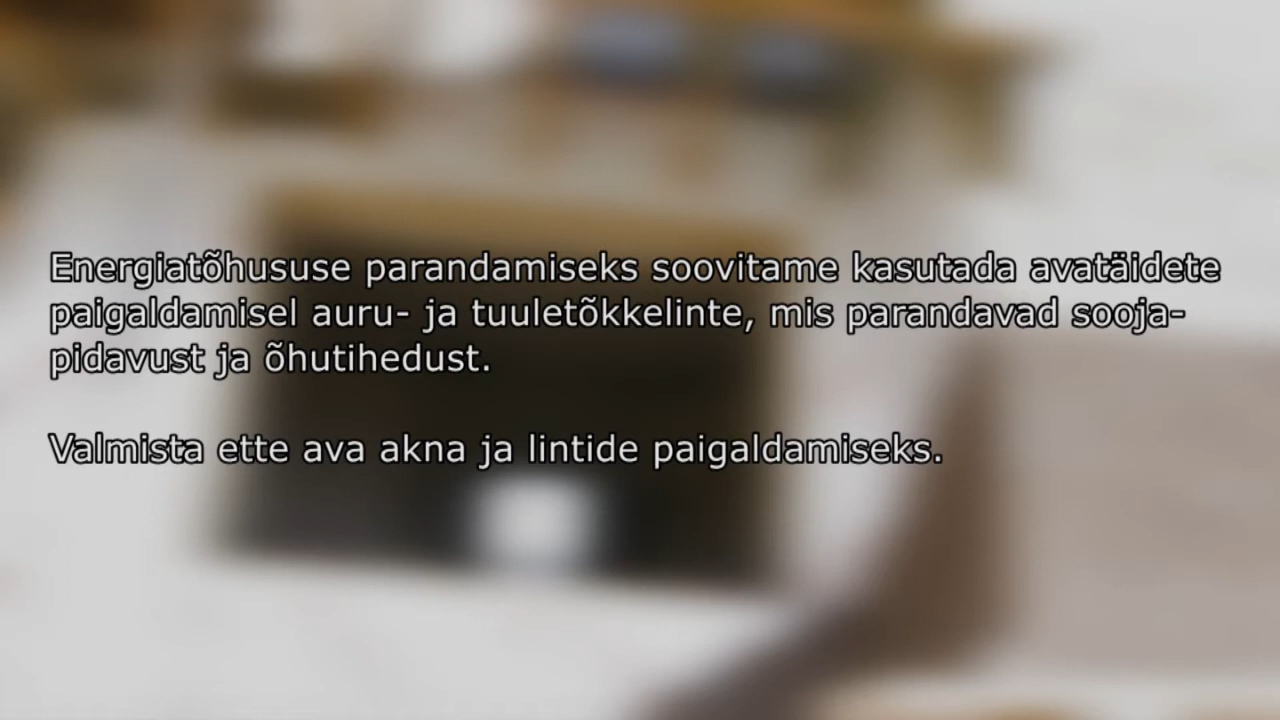 Energiatõhususe parandamiseks soovitame kasutada avatäidete
paigaldamisel auru- ja tuuletõkkelinte, mis parandavad sooja-
pidavust ja õhutihedust.
Valmista ette ava akna ja lintide paigaldamiseks.